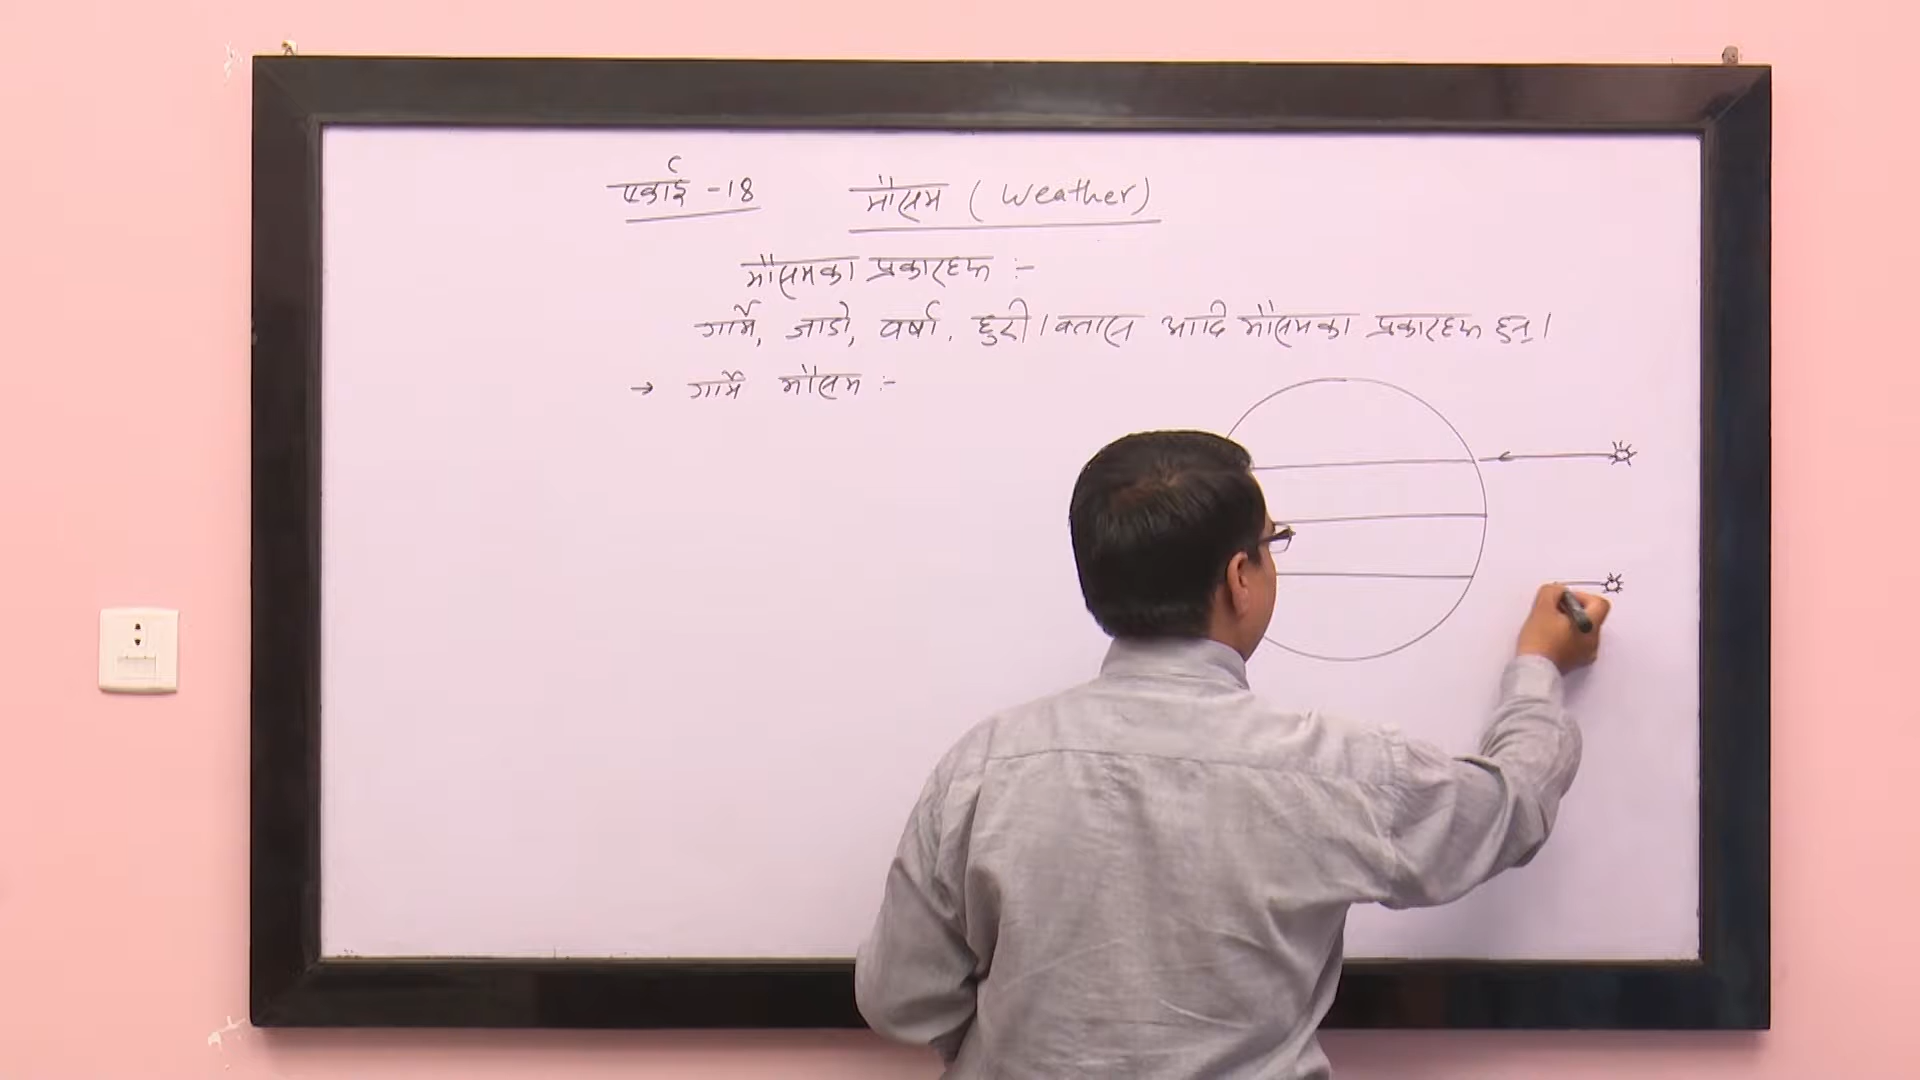 एकाई -18 मौसम ( Weather)
मौसमका प्रकारहरू :-
गर्मि, जाडो, वर्षा, हुरी।बतास आदि मौसमका प्रकारहरू हुन्।
→ गर्मि मौसम :-